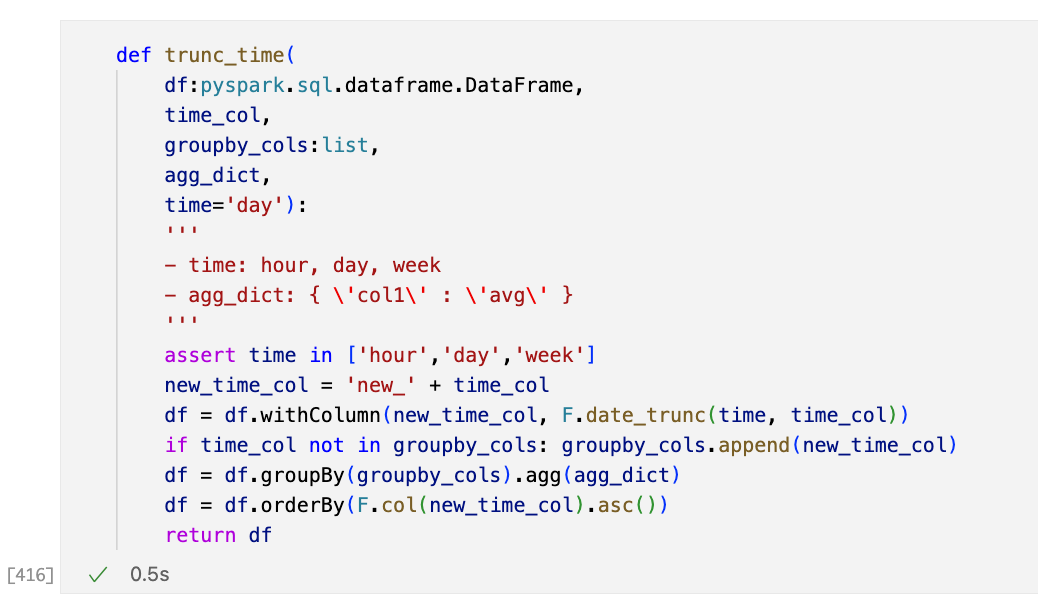 def trunc_time(
    df:pyspark.sql.dataframe.DataFrame,
    time_col,
    groupby_cols:list,
    agg_dict,
    time='day'):
    '''
    – time: hour, day, week
    – agg_dict: { \'col1\' : \'avg\' }
    '''
    assert time in ['hour','day','week']
    new_time_col = 'new_' + time_col
    df = df.withColumn(new_time_col, F.date_trunc(time, time_col))
    if time_col not in groupby_cols: groupby_cols.append(new_time_col)
    df = df.groupBy(groupby_cols).agg(agg_dict)
    df = df.orderBy(F.col(new_time_col).asc())
    return df
[416] ✓ 0.5s